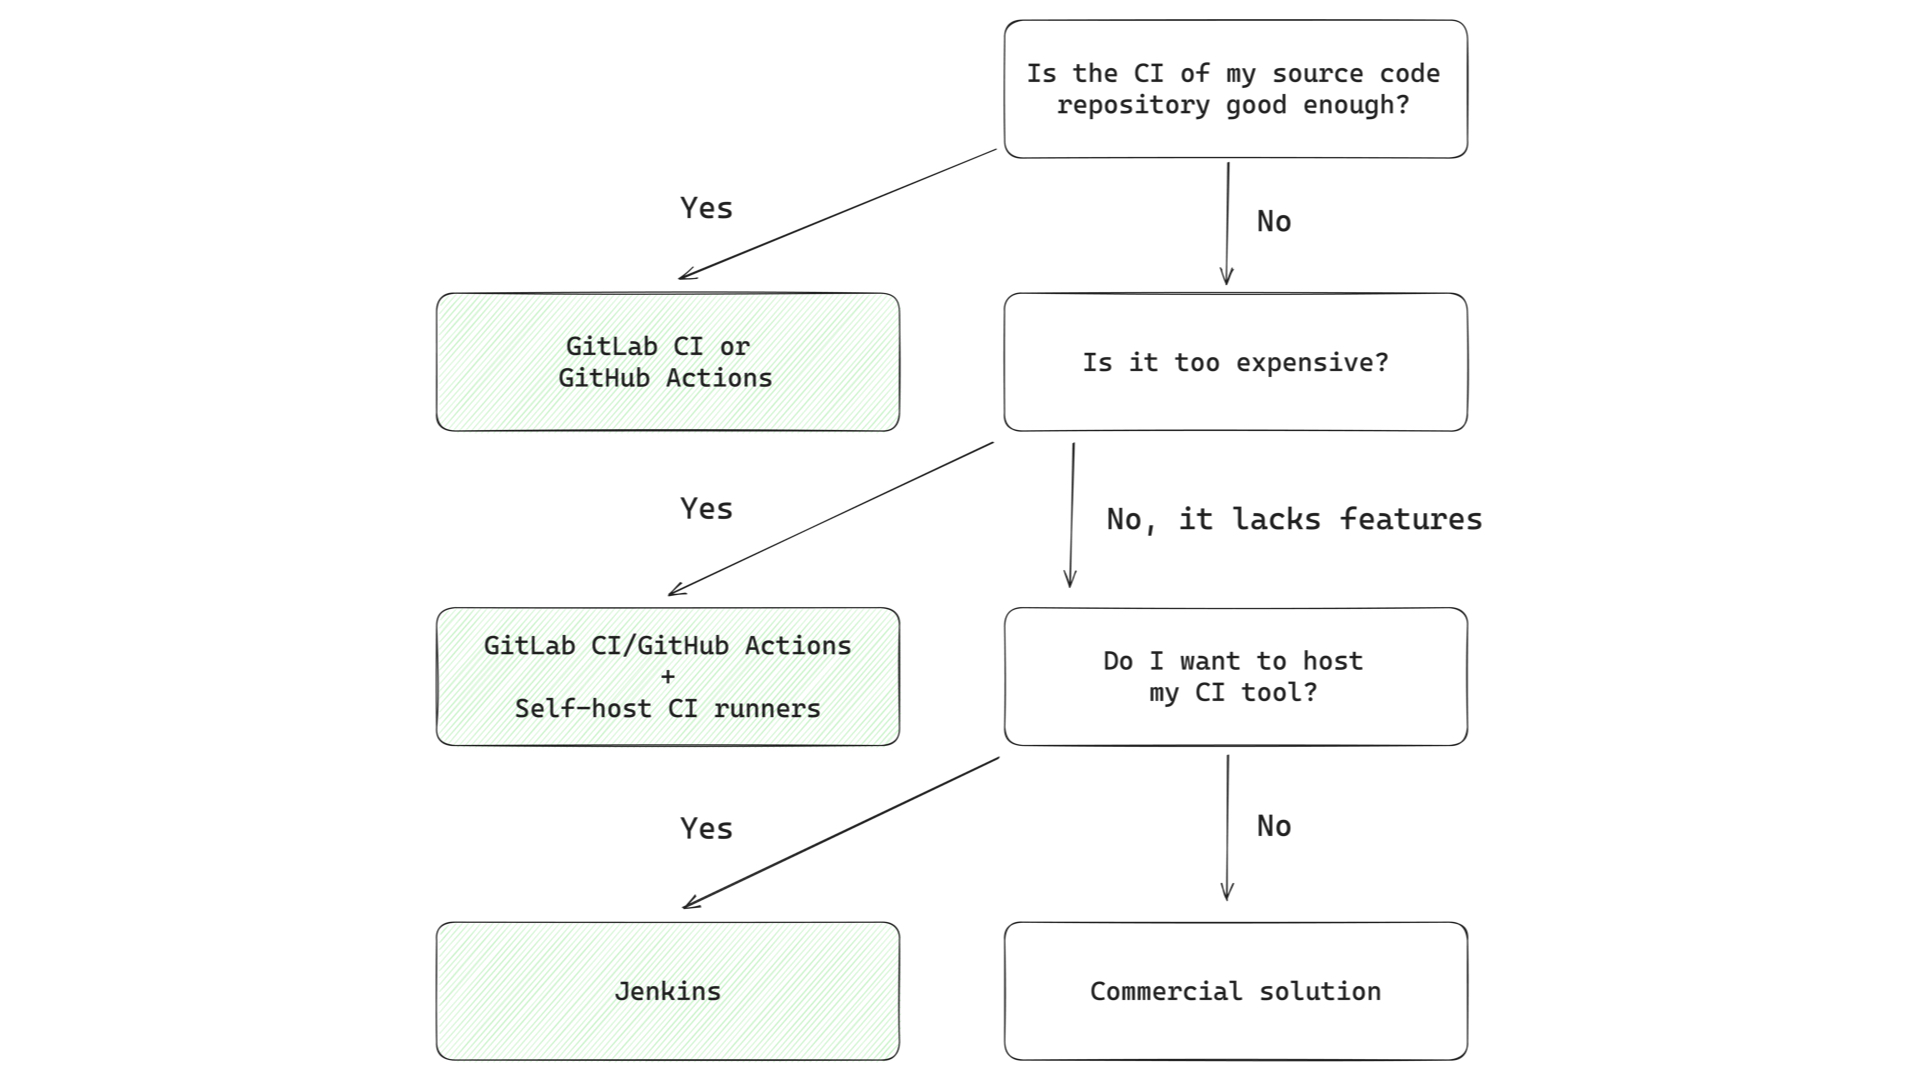 Is the CI of my source code
repository good enough?
Yes
No
GitLab CI or
GitHub Actions
Is it too expensive?
Yes
No, it lacks features
GitLab CI/GitHub Actions
+
Self-host CI runners
Do I want to host
my CI tool?
Yes
No
Jenkins
Commercial solution